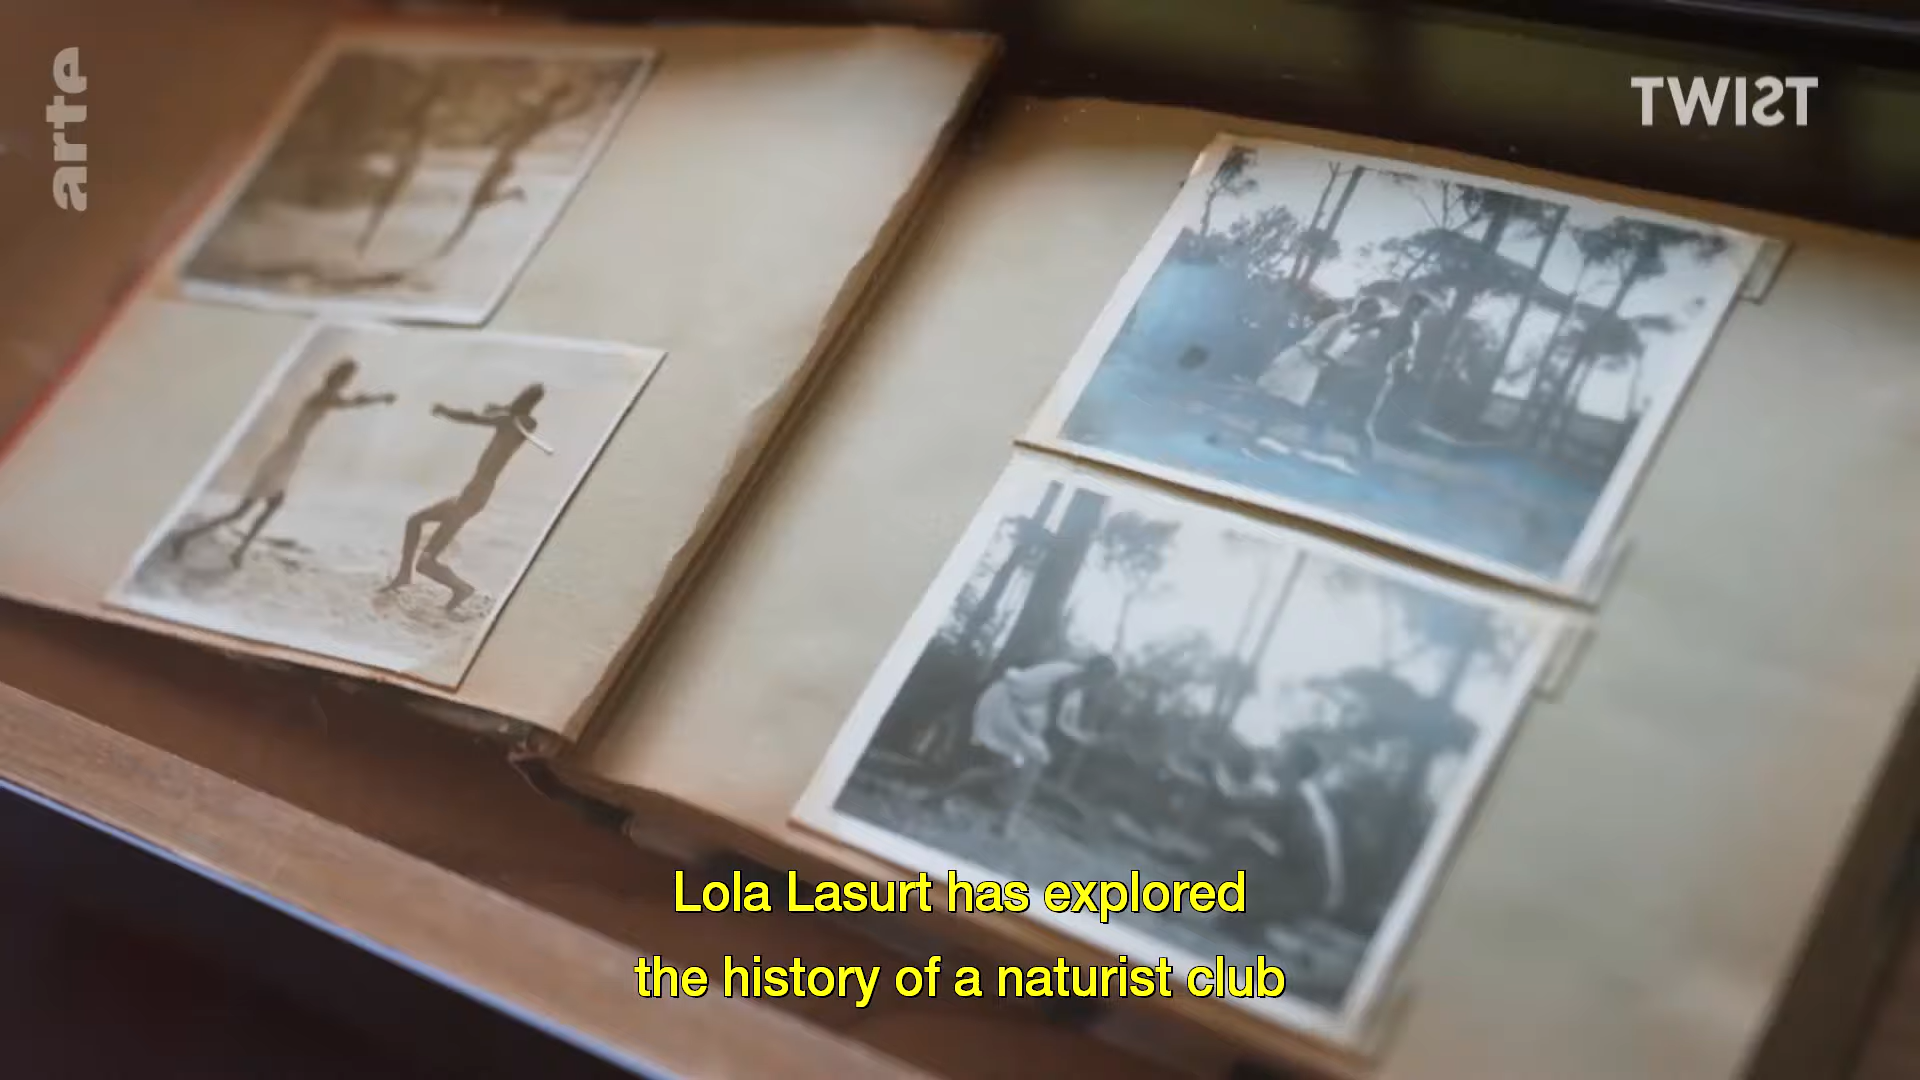 arte
TWIST
Lola Lasurt has explored
the history of a naturist club